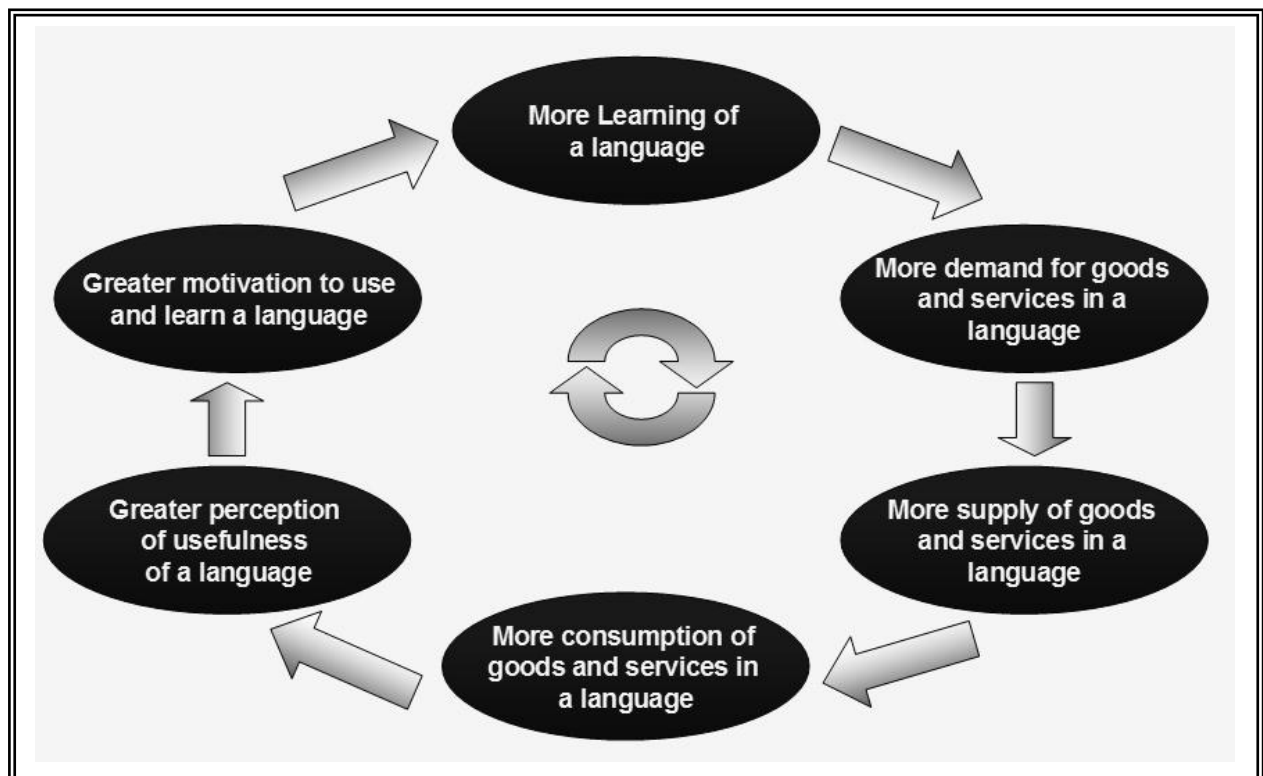 More Learning of
a language
More demand for goods
and services in a
language
More supply of goods
and services in a
language
More consumption of
goods and services in
a language
Greater perception
of usefulness
of a language
Greater motivation to use
and learn a language